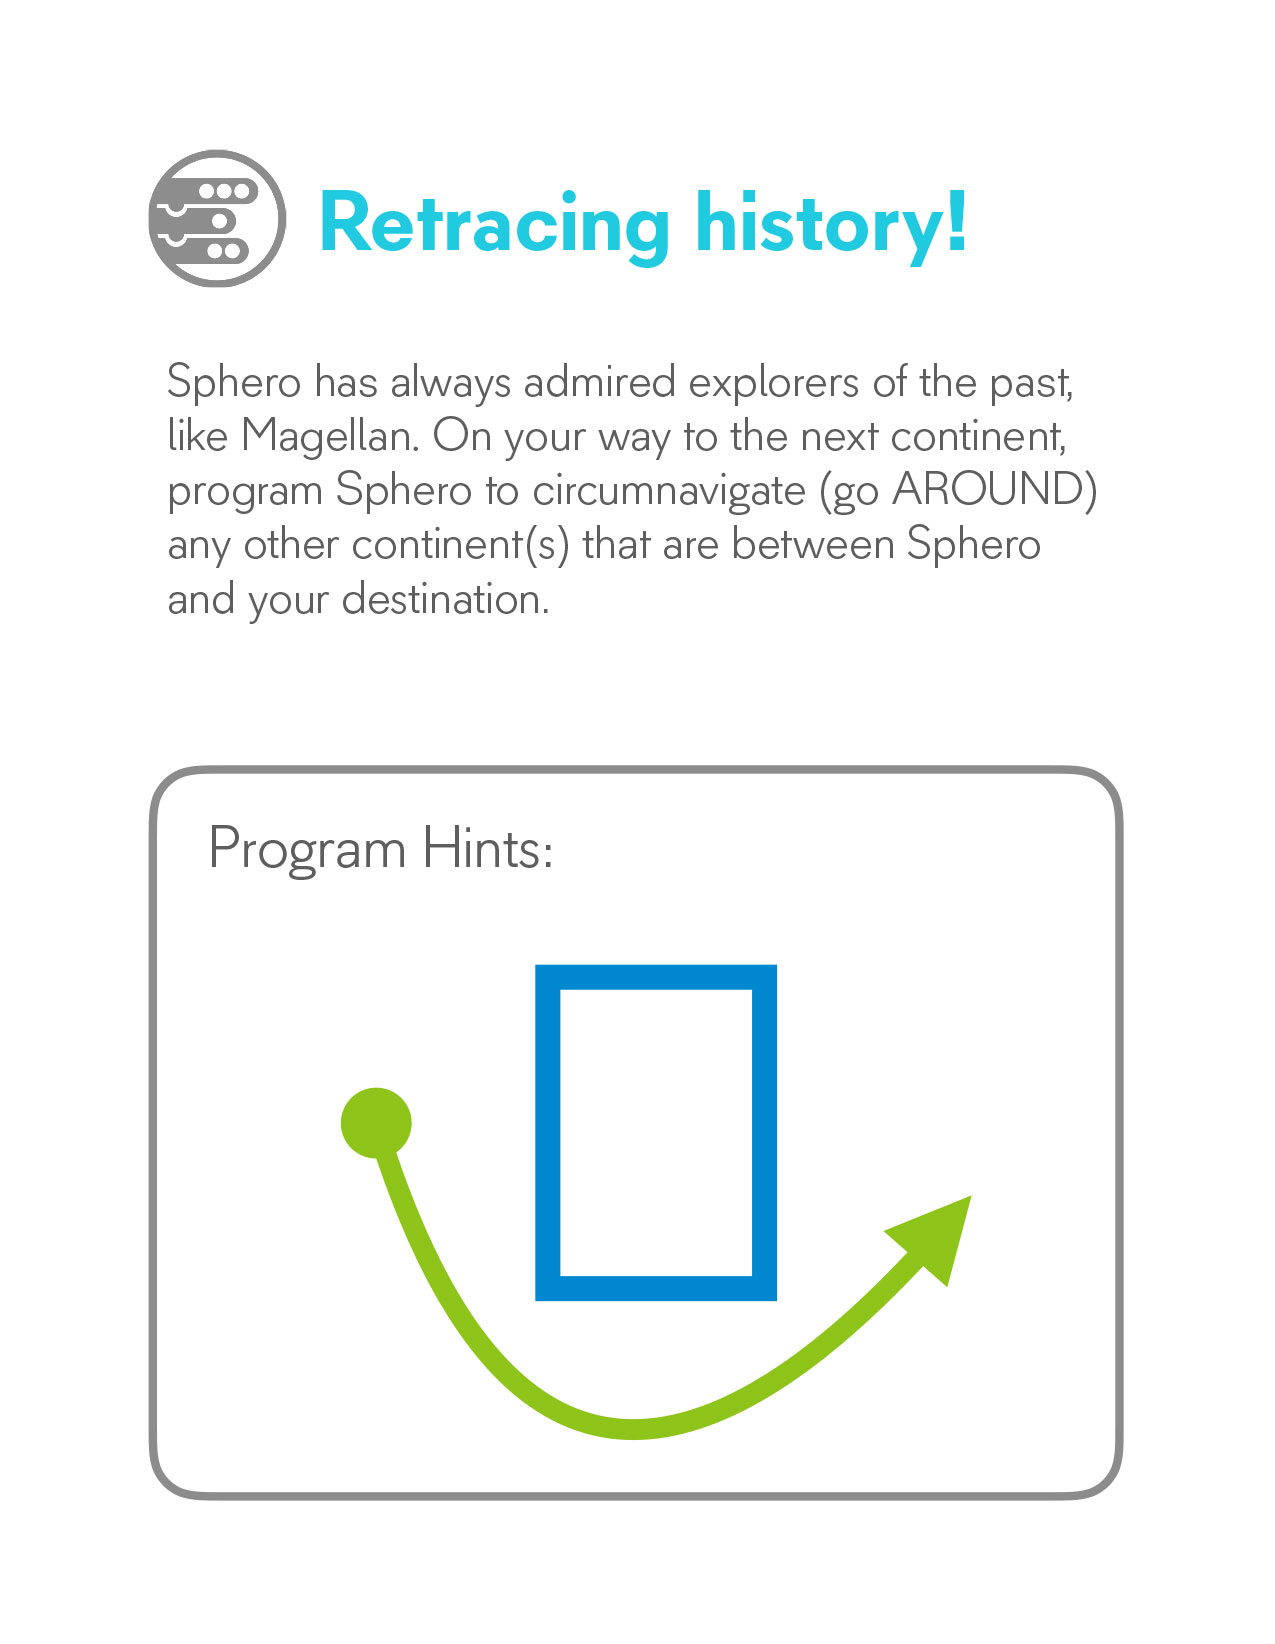 Retracing history!
Sphero has always admired explorers of the past,
like Magellan. On your way to the next continent,
program Sphero to circumnavigate (go AROUND)
any other continent(s) that are between Sphero
and your destination.
Program Hints: